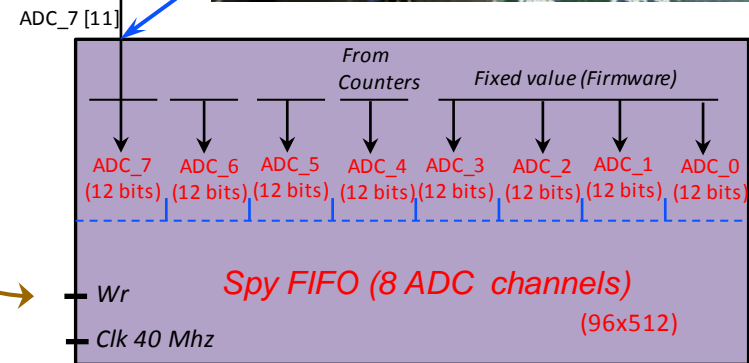 ADC_7 [11]
From
Counters
Fixed value (Firmware)
ADC_7 ADC_6 ADC_5 ADC_4 ADC_3 ADC_2 ADC_1 ADC_0
(12 bits) (12 bits) (12 bits) (12 bits) (12 bits) (12 bits) (12 bits) (12 bits)
Spy FIFO (8 ADC channels)
(96x512)
Wr
Clk 40 Mhz